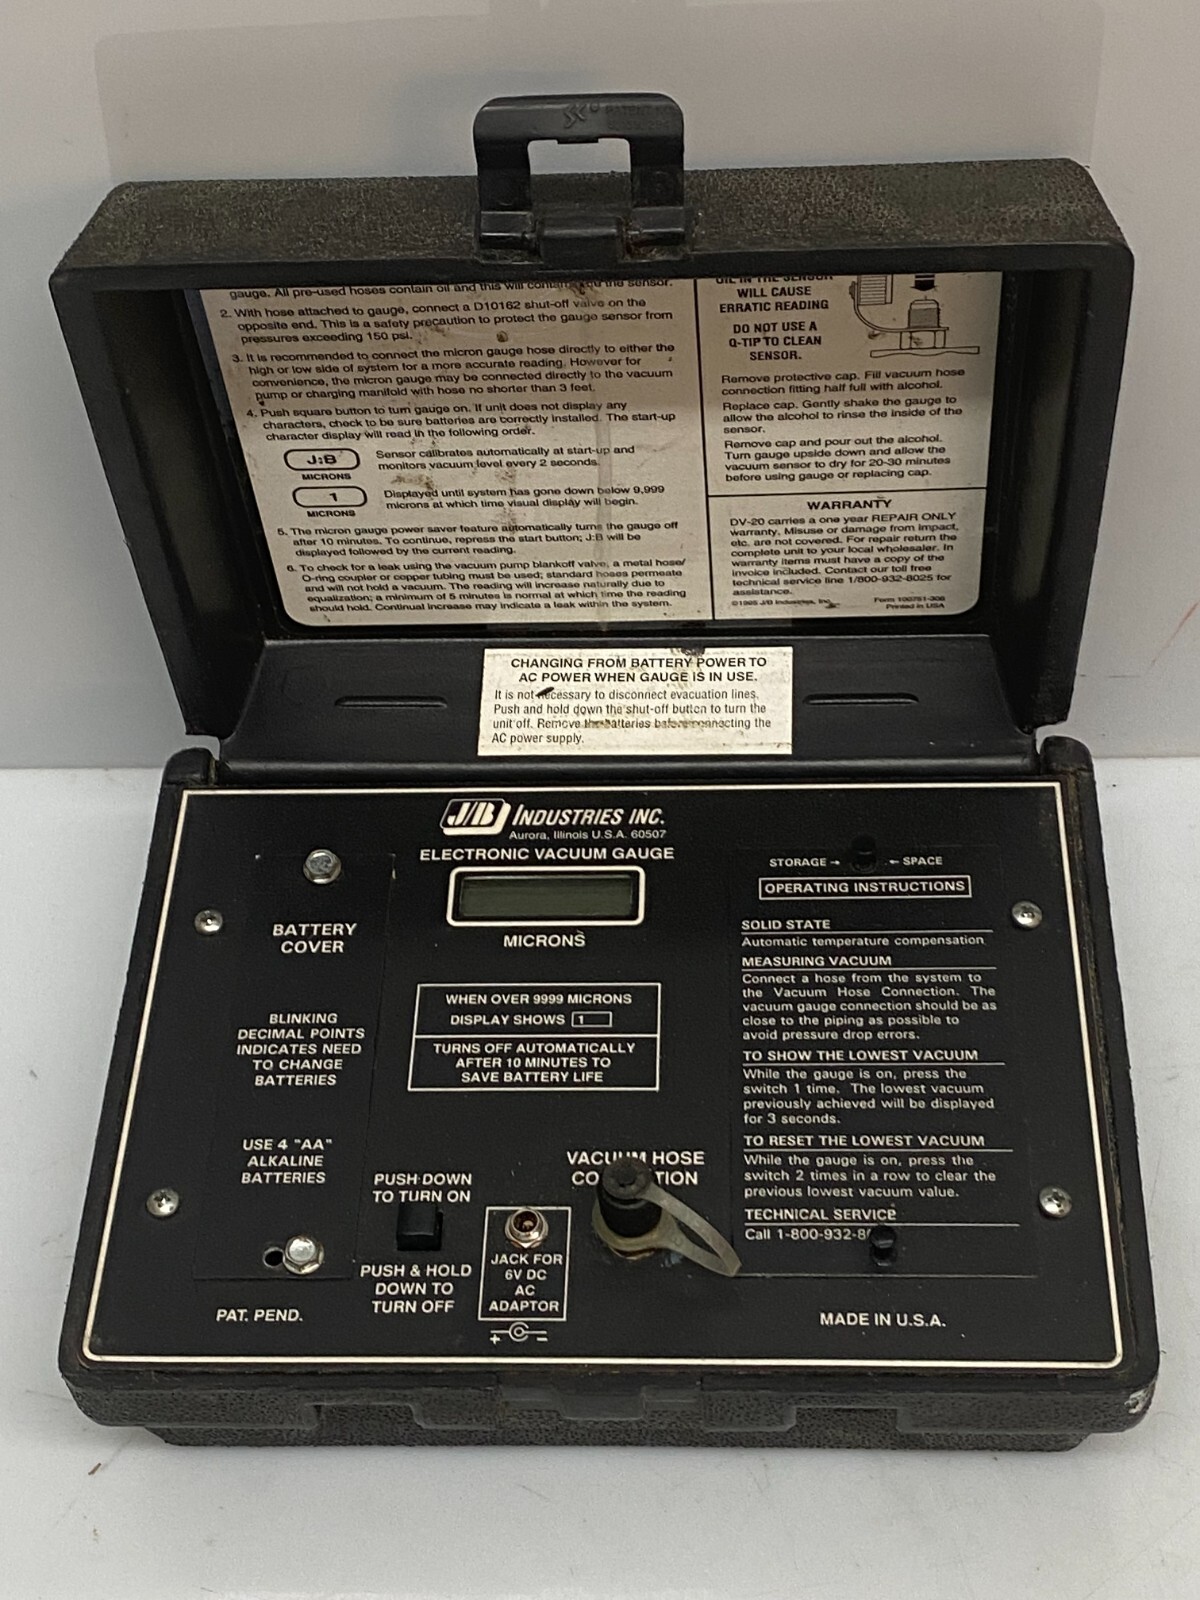 gauge. All pre-used hoses contain oil and this will the sensor.
2. With hose attached to gauge, connect a D10162 shut-off valve on the
opposite end. This is a safety precaution to protect the gauge sensor from
pressures exceeding 150 psi.
3. It is recommended to connect the micron gauge hose directly to either the
high or low side of system for a more accurate reading. However for
convenience, the micron gauge may be connected directly to the vacuum
pump or charging manifold with hose no shorter than 3 feet.
4. Push square button to turn gauge on. If unit does not display any
characters, check to be sure batteries are correctly installed. The start-up
character display will read in the following order.
J:B
MICRONS
Sensor calibrates automatically at start-up and
monitors vacuum level every 2 seconds.
1
MICRONS
Displayed until system has gone down below 9,999
microns at which time visual display will begin.
5. The micron gauge power saver feature automatically turns the gauge off
after 10 minutes. To continue, repress the start button; J:B will be
displayed followed by the current reading.
6. To check for a leak using the vacuum pump blankoff valve, a metal hose/
O-ring coupler or copper tubing must be used; standard hoses permeate
and will not hold a vacuum. The reading will increase naturally due to
equalization; a minimum of 5 minutes is normal at which time the reading
should hold. Continual increase may indicate a leak within the system.
OIL IN THE SENSOR
WILL CAUSE
ERRATIC READING
DO NOT USE A
Q-TIP TO CLEAN
SENSOR.
Remove protective cap. Fill vacuum hose
connection fitting half full with alcohol.
Replace cap. Gently shake the gauge to
allow the alcohol to rinse the inside of the
sensor.
Remove cap and pour out the alcohol.
Turn gauge upside down and allow the
vacuum sensor to dry for 20-30 minutes
before using gauge or replacing cap.
WARRANTY
DV-20 carries a one year REPAIR ONLY
warranty. Misuse or damage from impact,
etc. are not covered. For repair return the
complete unit to your local wholesaler. In
warranty items must have a copy of the
invoice included. Contact our toll free
technical service line 1/800-932-8025 for
assistance.
©1995 J/B Industries, Inc.
Form 100751-306
Printed in USA
CHANGING FROM BATTERY POWER TO
AC POWER WHEN GAUGE IS IN USE.
It is not necessary to disconnect evacuation lines.
Push and hold down the shut-off button to turn the
unit off. Remove the batteries before connecting the
AC power supply.
J/B INDUSTRIES INC.
Aurora, Illinois U.S.A. 60507
ELECTRONIC VACUUM GAUGE
MICRONS
WHEN OVER 9999 MICRONS
DISPLAY SHOWS 1
TURNS OFF AUTOMATICALLY
AFTER 10 MINUTES TO
SAVE BATTERY LIFE
BATTERY
COVER
BLINKING
DECIMAL POINTS
INDICATES NEED
TO CHANGE
BATTERIES
USE 4 "AA"
ALKALINE
BATTERIES
PAT. PEND.
PUSH DOWN
TO TURN ON
PUSH & HOLD
DOWN TO
TURN OFF
JACK FOR
6V DC
AC
ADAPTOR
+ -
VACUUM HOSE
CO TION
STORAGE → ← SPACE
OPERATING INSTRUCTIONS
SOLID STATE
Automatic temperature compensation
MEASURING VACUUM
Connect a hose from the system to
the Vacuum Hose Connection. The
vacuum gauge connection should be as
close to the piping as possible to
avoid pressure drop errors.
TO SHOW THE LOWEST VACUUM
While the gauge is on, press the
switch 1 time. The lowest vacuum
previously achieved will be displayed
for 3 seconds.
TO RESET THE LOWEST VACUUM
While the gauge is on, press the
switch 2 times in a row to clear the
previous lowest vacuum value.
TECHNICAL SERVICE
Call 1-800-932-8
MADE IN U.S.A.